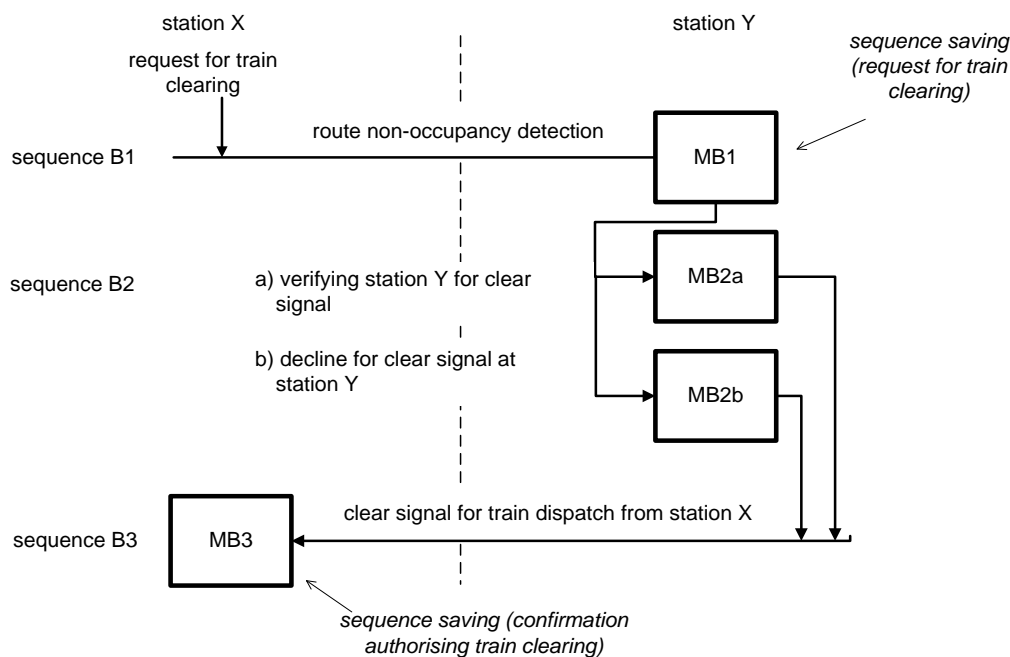 station X
station Y
request for train
clearing
sequence saving
(request for train
clearing)
route non-occupancy detection
sequence B1
MB1
sequence B2
a) verifying station Y for clear
signal
MB2a
b) decline for clear signal at
station Y
MB2b
clear signal for train dispatch from station X
sequence B3
MB3
sequence saving (confirmation
authorising train clearing)